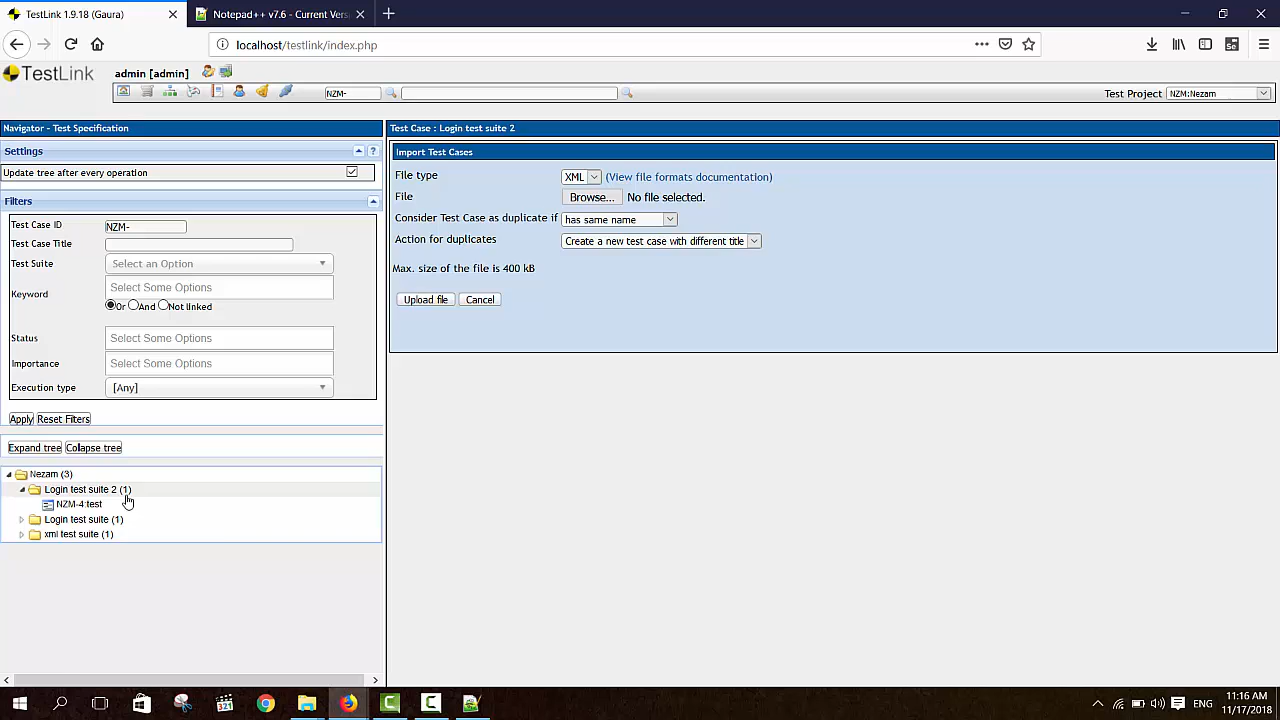 TestLink 1.9.18 (Gaura)
Notepad++ v7.6 - Current Vers
localhost/testlink/index.php
TestLink
admin [admin]
NZM-
Test Project
NZM:Nezam
Navigator - Test Specification
Settings
Update tree after every operation
Filters
Test Case ID
NZM-
Test Case Title
Test Suite
Select an Option
Keyword
Select Some Options
Or And Not linked
Status
Select Some Options
Importance
Select Some Options
Execution type
[Any]
Apply Reset Filters
Expand tree Collapse tree
Nezam (3)
Login test suite 2 (1)
NZM-4:test
Login test suite (1)
xml test suite (1)
Test Case : Login test suite 2
Import Test Cases
File type
XML
(View file formats documentation)
File
Browse... No file selected.
Consider Test Case as duplicate if
has same name
Action for duplicates
Create a new test case with different title
Max. size of the file is 400 kB
Upload file Cancel
321
ENG
11:16 AM
11/17/2018